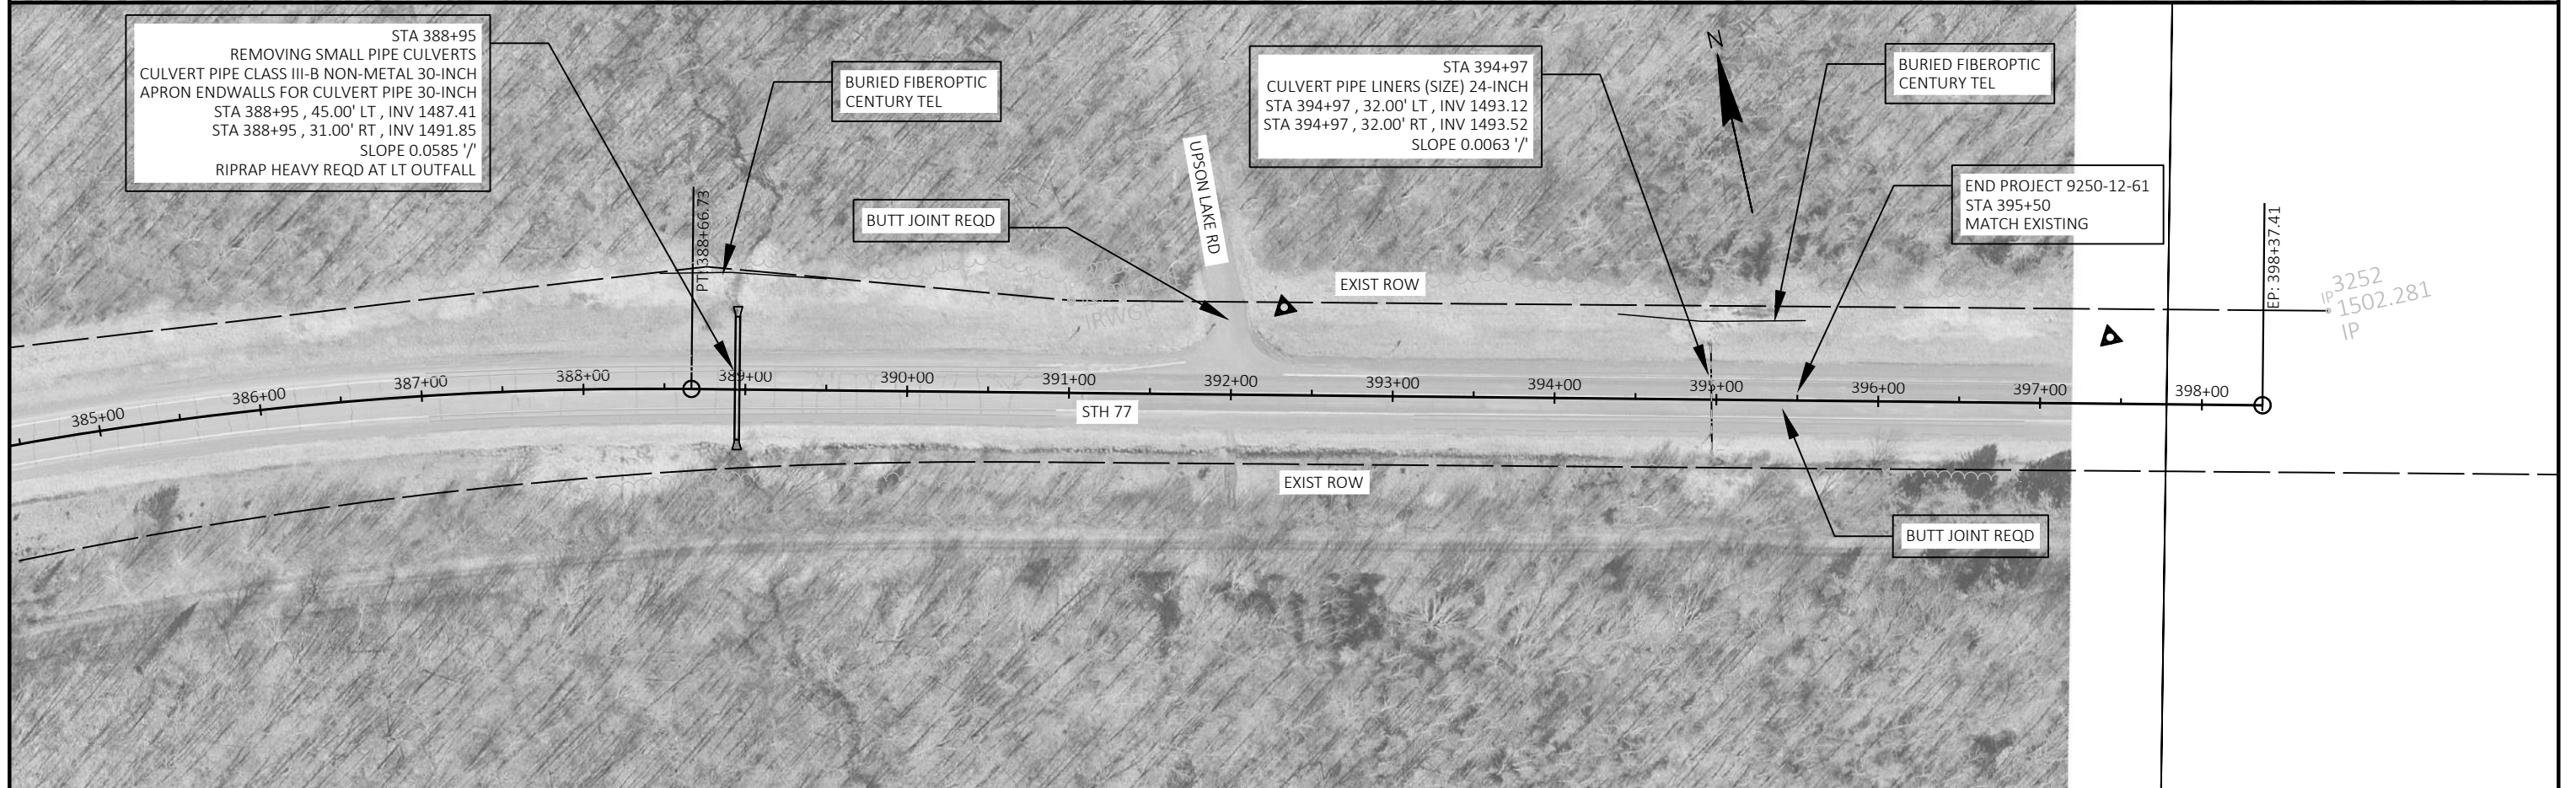 STA 388+95
REMOVING SMALL PIPE CULVERTS
CULVERT PIPE CLASS III-B NON-METAL 30-INCH
APRON ENDWALLS FOR CULVERT PIPE 30-INCH
STA 388+95 , 45.00' LT , INV 1487.41
STA 388+95 , 31.00' RT , INV 1491.85
SLOPE 0.0585 '/'
RIPRAP HEAVY REQD AT LT OUTFALL
BURIED FIBEROPTIC
CENTURY TEL
STA 394+97
CULVERT PIPE LINERS (SIZE) 24-INCH
STA 394+97 , 32.00' LT , INV 1493.12
STA 394+97 , 32.00' RT , INV 1493.52
SLOPE 0.0063 '/'
N
BURIED FIBEROPTIC
CENTURY TEL
END PROJECT 9250-12-61
STA 395+50
MATCH EXISTING
BUTT JOINT REQD
UPSON LAKE RD
PT: 388+66.73
EP: 398+37.41
EXIST ROW
IP 3252
1502.281
IP
385+00
386+00
387+00
388+00
389+00
390+00
391+00
392+00
393+00
394+00
395+00
396+00
397+00
398+00
STH 77
EXIST ROW
BUTT JOINT REQD